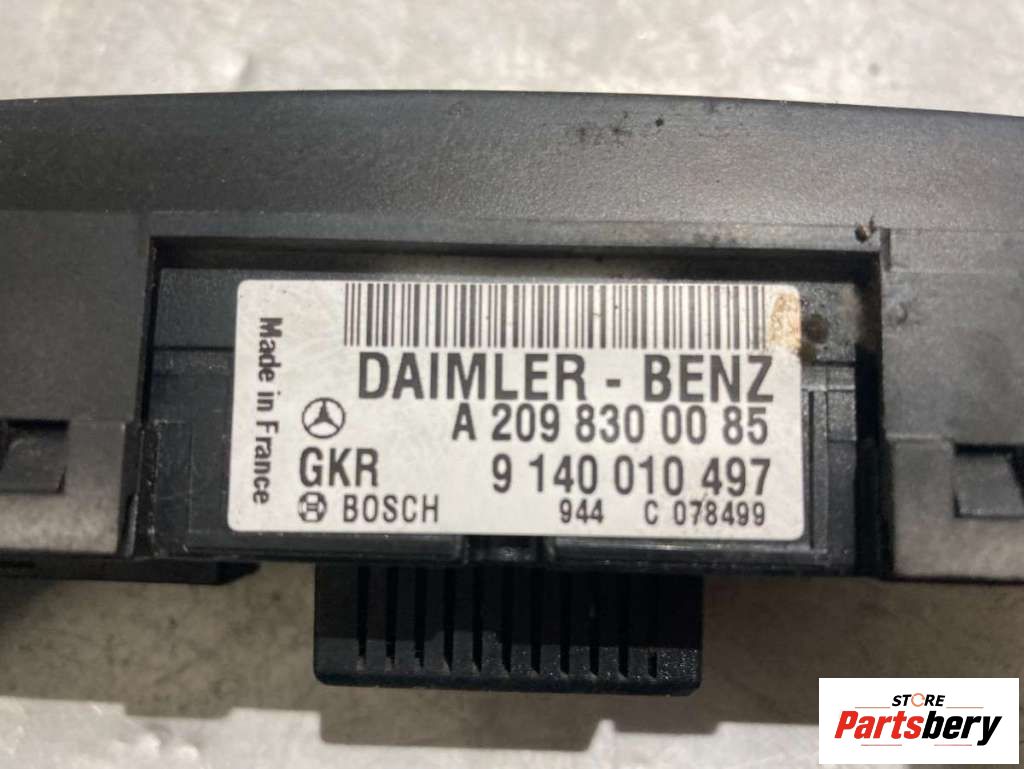 Made in France
DAIMLER - BENZ
A 209 830 00 85
GKR 9 140 010 497
BOSCH 944 C 078499
STORE
Partsbery